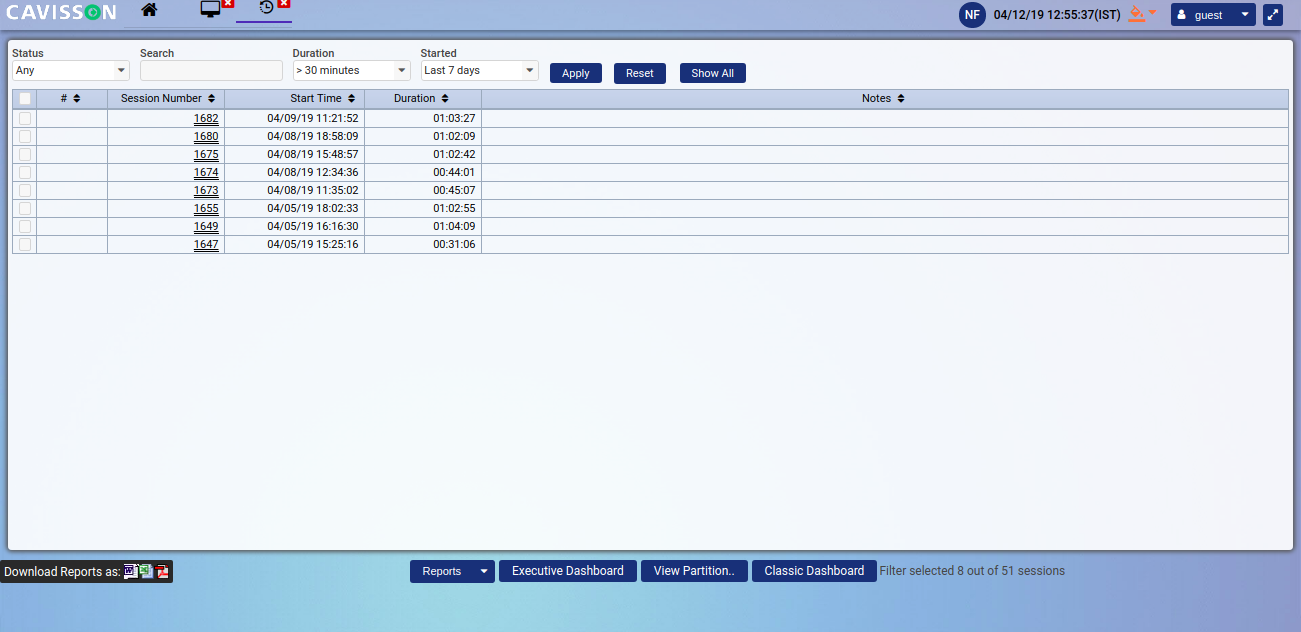 CAVISSON
NF 04/12/19 12:55:37(IST) guest
Status Search Duration Started
Any > 30 minutes Last 7 days Apply Reset Show All
# Session Number Start Time Duration Notes
1682 04/09/19 11:21:52 01:03:27
1680 04/08/19 18:58:09 01:02:09
1675 04/08/19 15:48:57 01:02:42
1674 04/08/19 12:34:36 00:44:01
1673 04/08/19 11:35:02 00:45:07
1655 04/05/19 18:02:33 01:02:55
1649 04/05/19 16:16:30 01:04:09
1647 04/05/19 15:25:16 00:31:06
Download Reports as: Reports Executive Dashboard View Partition.. Classic Dashboard Filter selected 8 out of 51 sessions